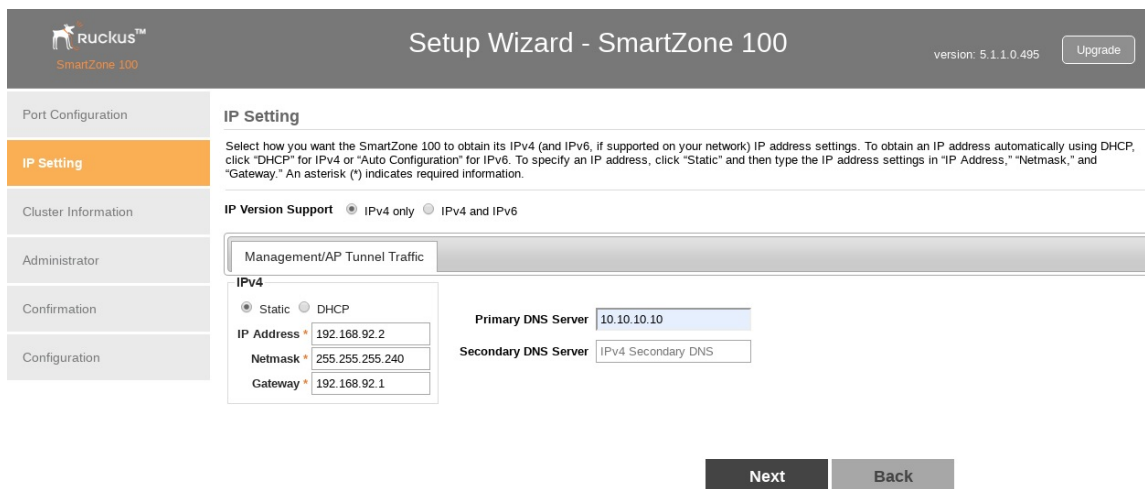 Ruckus™
SmartZone 100
Setup Wizard - SmartZone 100
version: 5.1.1.0.495
Upgrade
Port Configuration
IP Setting
Cluster Information
Administrator
Confirmation
Configuration
IP Setting
Select how you want the SmartZone 100 to obtain its IPv4 (and IPv6, if supported on your network) IP address settings. To obtain an IP address automatically using DHCP,
click “DHCP” for IPv4 or “Auto Configuration” for IPv6. To specify an IP address, click “Static” and then type the IP address settings in “IP Address,” “Netmask,” and
“Gateway.” An asterisk (*) indicates required information.
IP Version Support IPv4 only IPv4 and IPv6
Management/AP Tunnel Traffic
IPv4
Static DHCP
IP Address * 192.168.92.2
Netmask * 255.255.255.240
Gateway * 192.168.92.1
Primary DNS Server 10.10.10.10
Secondary DNS Server IPv4 Secondary DNS
Next Back